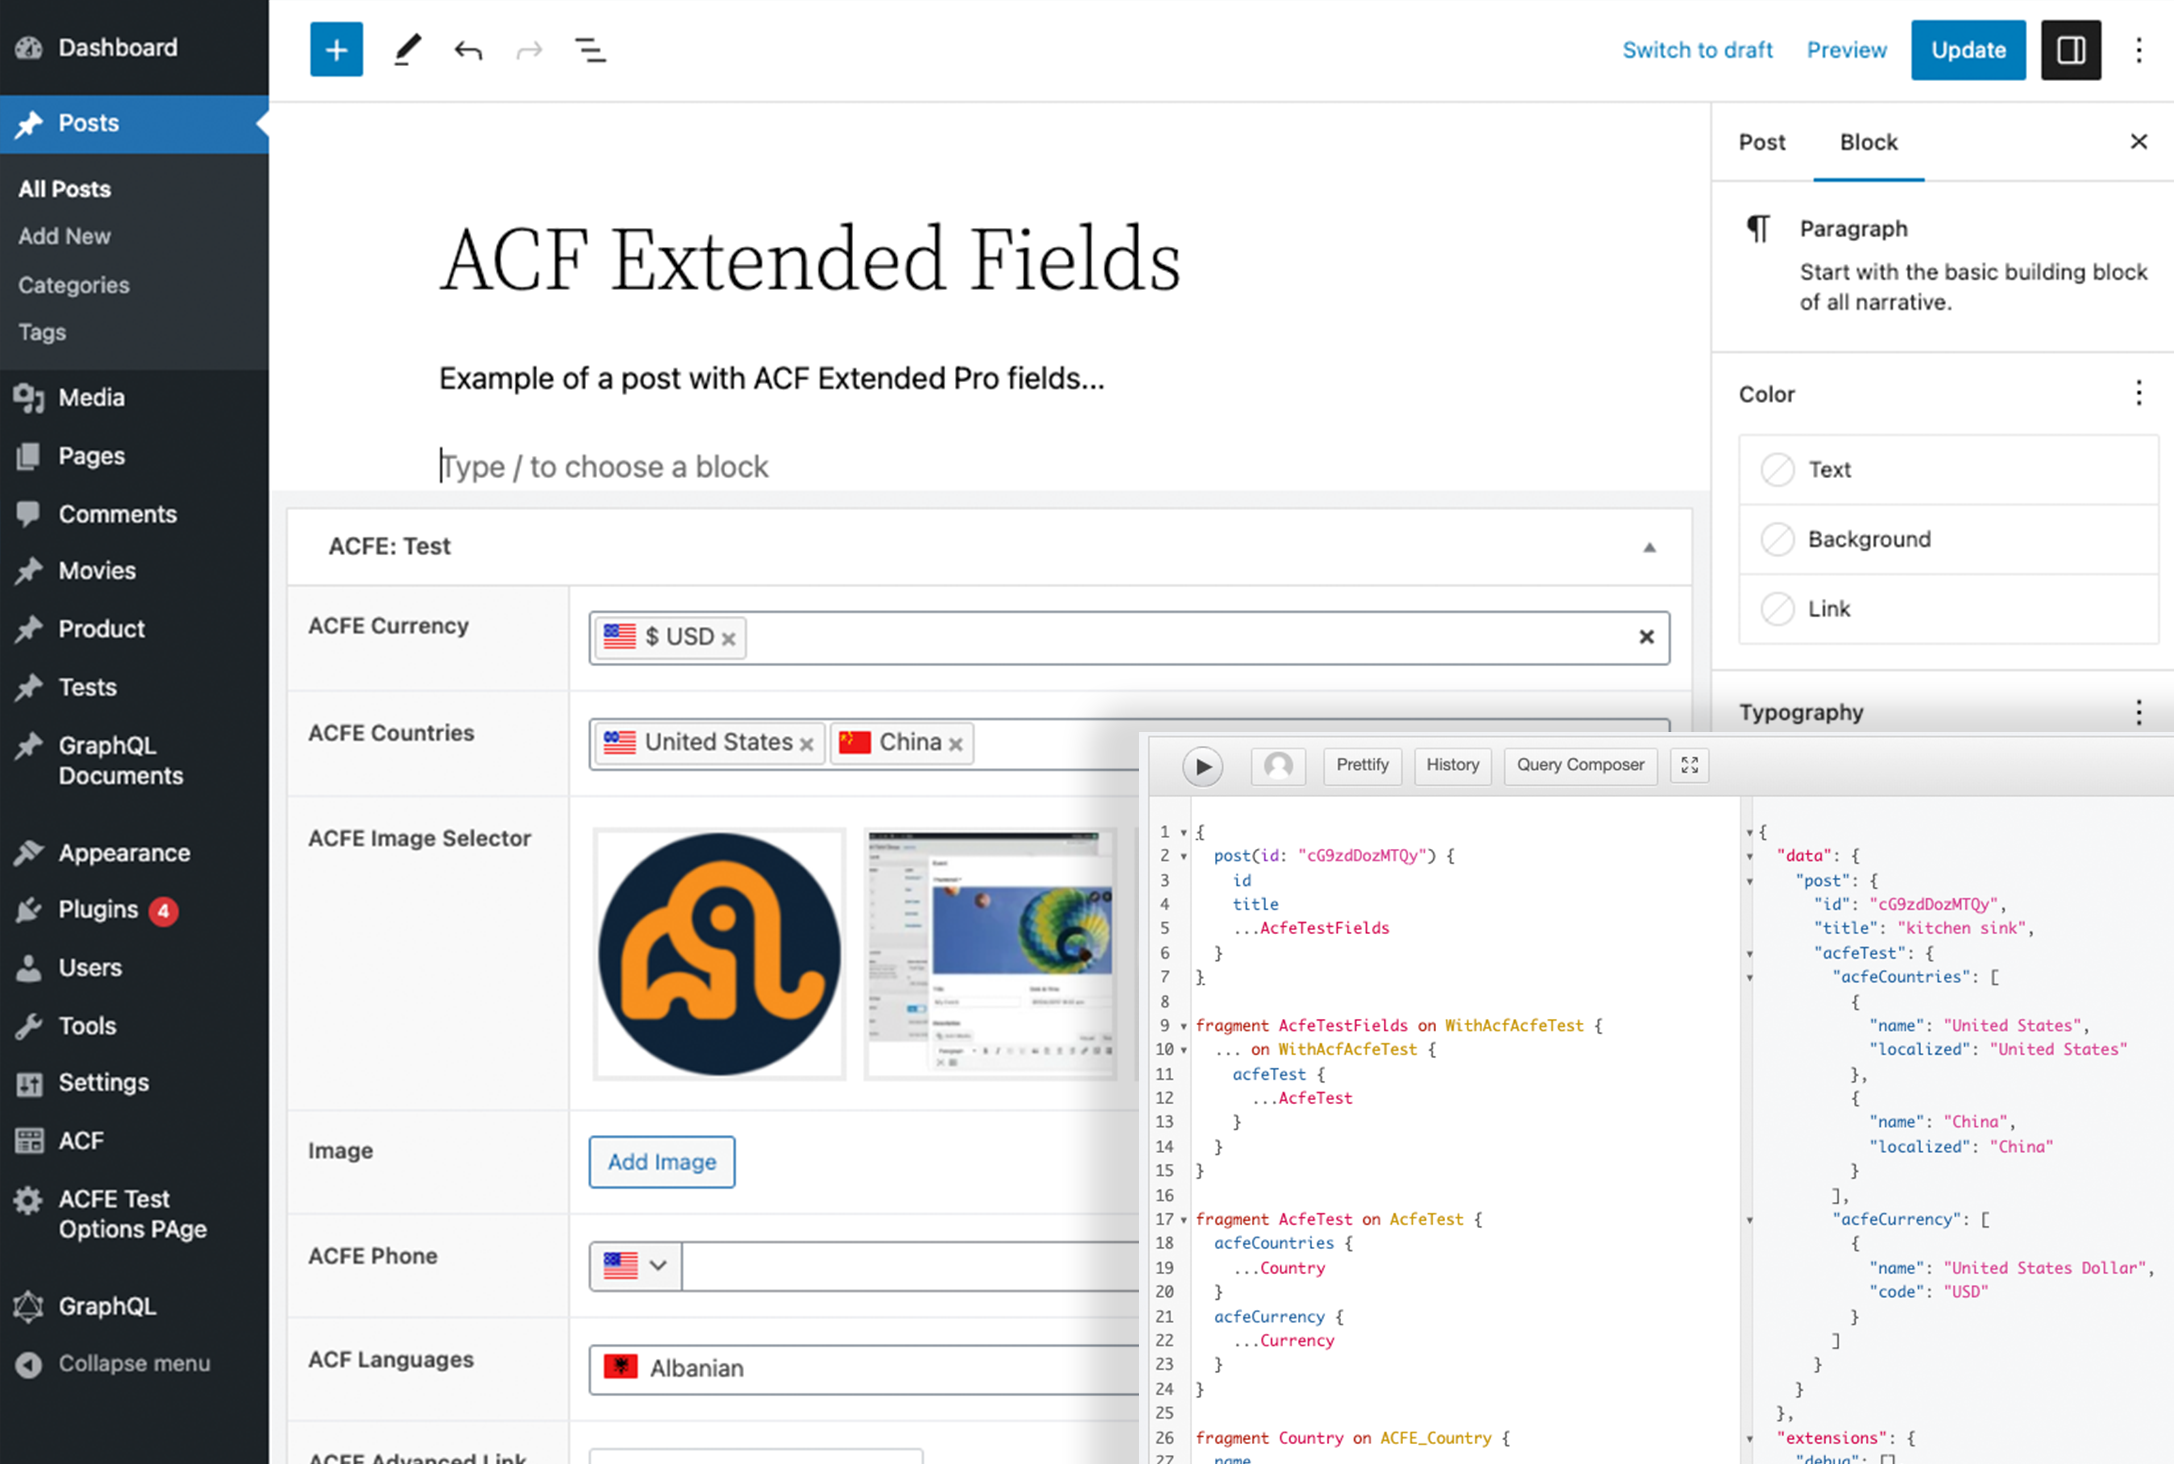 Dashboard
Posts
All Posts
Add New
Categories
Tags
Media
Pages
Comments
Movies
Product
Tests
GraphQL
Documents
Appearance
Plugins 4
Users
Tools
Settings
ACF
ACFE Test
Options PAge
GraphQL
Collapse menu
Switch to draft
Preview
Update
ACF Extended Fields
Example of a post with ACF Extended Pro fields...
Type / to choose a block
ACFE: Test
ACFE Currency
$ USD ×
×
ACFE Countries
United States ×
China ×
ACFE Image Selector
Image
Add Image
ACFE Phone
ACF Languages
Albanian
ACFE Advanced Link
Post
Block
×
Paragraph
Start with the basic building block
of all narrative.
Color
Text
Background
Link
Typography
Prettify
History
Query Composer
1 {
2 post(id: "cG9zdDozMTQy") {
3 id
4 title
5 ...AcfeTestFields
6 }
7 }
8
9 fragment AcfeTestFields on WithAcfAcfeTest {
10 ... on WithAcfAcfeTest {
11 acfeTest {
12 ...AcfeTest
13 }
14 }
15 }
16
17 fragment AcfeTest on AcfeTest {
18 acfeCountries {
19 ...Country
20 }
21 acfeCurrency {
22 ...Currency
23 }
24 }
25
26 fragment Country on ACFE_Country {
27 name
{
"data": {
"post": {
"id": "cG9zdDozMTQy",
"title": "kitchen sink",
"acfeTest": {
"acfeCountries": [
{
"name": "United States",
"localized": "United States"
},
{
"name": "China",
"localized": "China"
}
],
"acfeCurrency": [
{
"name": "United States Dollar",
"code": "USD"
}
]
}
}
},
"extensions": {
"debug": []